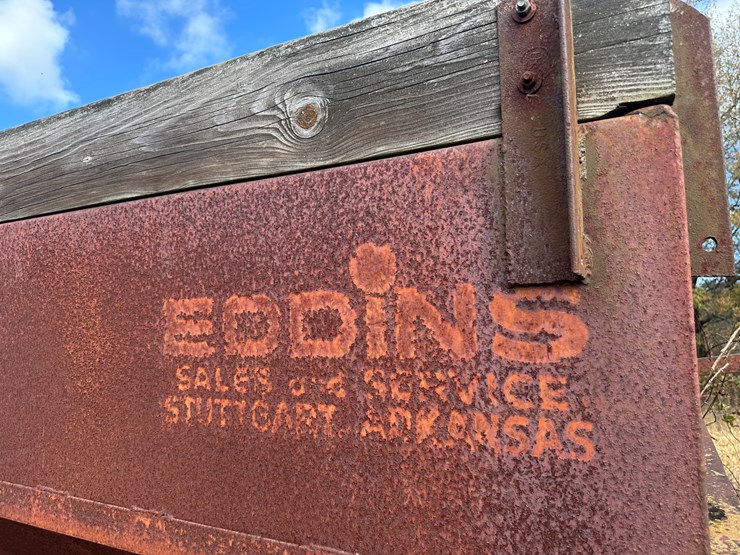 EDDiNS
SALES and SERVICE
STUTTGART, ARKANSAS